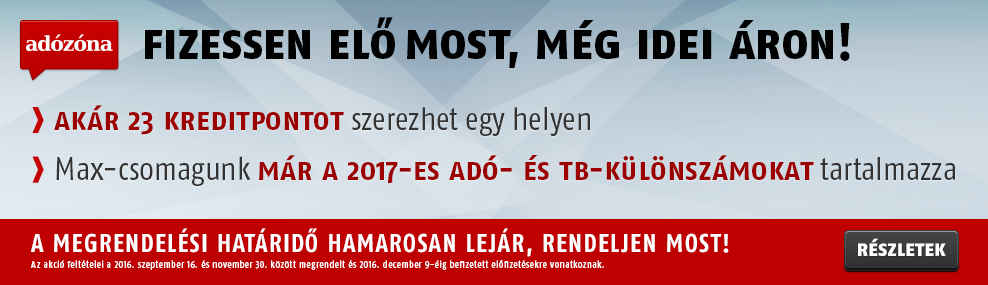 adózóna
FIZESSEN ELŐ MOST, MÉG IDEI ÁRON!
AKÁR 23 KREDITPONTOT szerezhet egy helyen
Max-csomagunk MÁR A 2017-ES ADÓ- ÉS TB-KÜLÖNSZÁMOKAT tartalmazza
A MEGRENDELÉSI HATÁRIDŐ HAMAROSAN LEJÁR, RENDELJEN MOST!
Az akció feltételei a 2016. szeptember 16. és november 30. között megrendelt és 2016. december 9-éig befizetett előfizetésekre vonatkoznak.
RÉSZLETEK